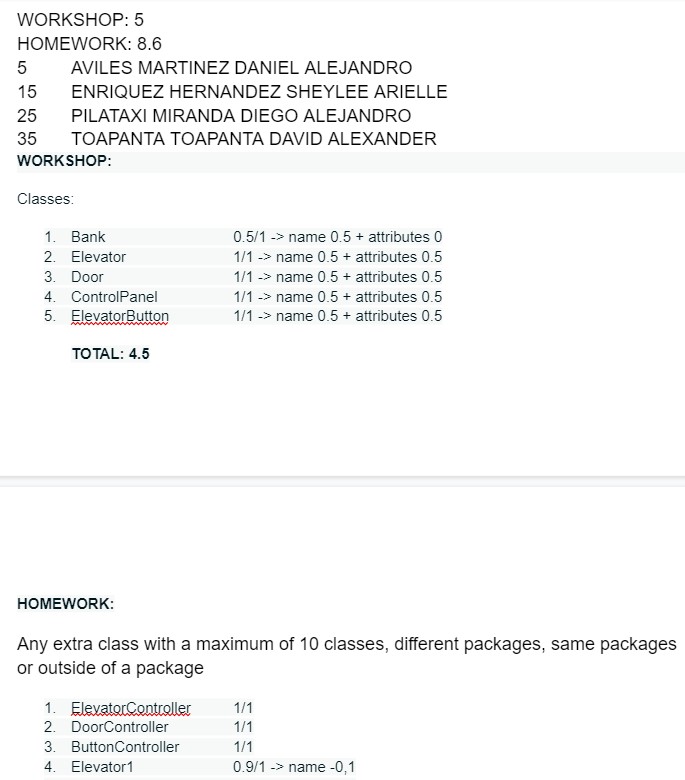 WORKSHOP: 5
HOMEWORK: 8.6
5 AVILES MARTINEZ DANIEL ALEJANDRO
15 ENRIQUEZ HERNANDEZ SHEYLEE ARIELLE
25 PILATAXI MIRANDA DIEGO ALEJANDRO
35 TOAPANTA TOAPANTA DAVID ALEXANDER
WORKSHOP:
Classes:
1. Bank 0.5/1 -> name 0.5 + attributes 0
2. Elevator 1/1 -> name 0.5 + attributes 0.5
3. Door 1/1 -> name 0.5 + attributes 0.5
4. ControlPanel 1/1 -> name 0.5 + attributes 0.5
5. ElevatorButton 1/1 -> name 0.5 + attributes 0.5
TOTAL: 4.5
HOMEWORK:
Any extra class with a maximum of 10 classes, different packages, same packages
or outside of a package
1. ElevatorController 1/1
2. DoorController 1/1
3. ButtonController 1/1
4. Elevator1 0.9/1 -> name -0,1